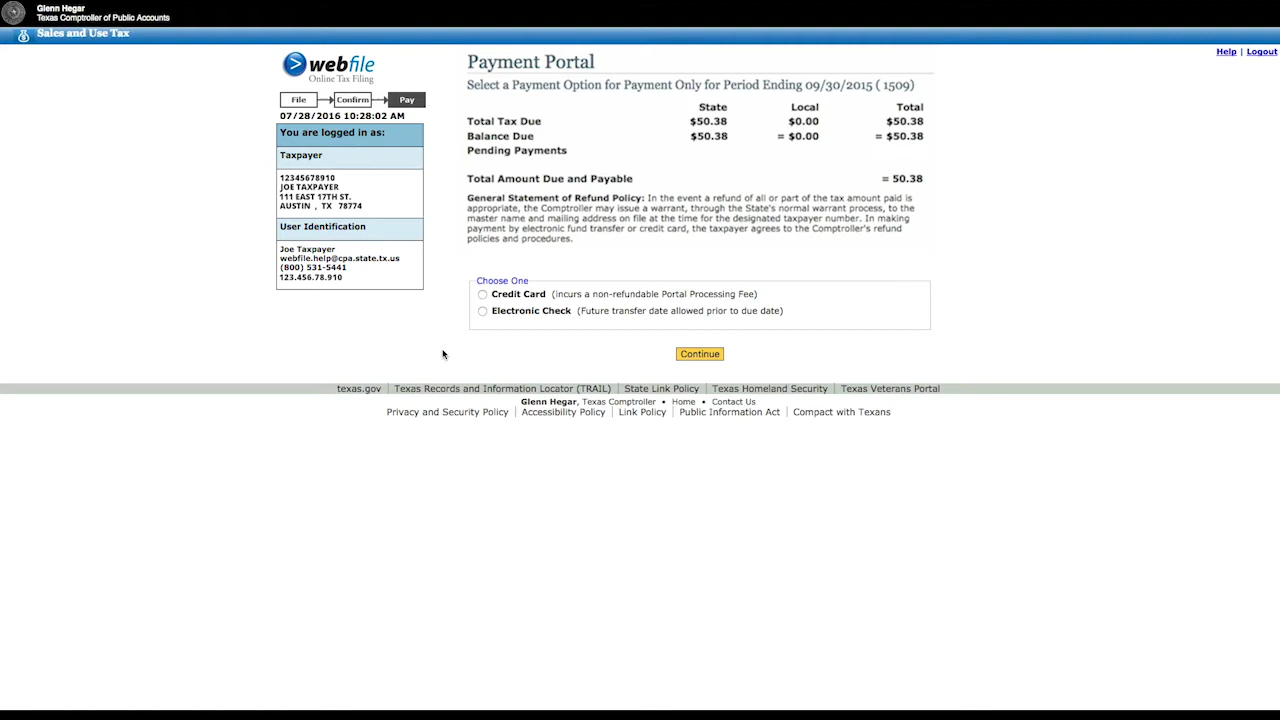 Glenn Hegar
Texas Comptroller of Public Accounts
Sales and Use Tax
Help | Logout
webfile
Online Tax Filing
File Confirm Pay
07/28/2016 10:28:02 AM
You are logged in as:
Taxpayer
12345678910
JOE TAXPAYER
111 EAST 17TH ST.
AUSTIN , TX 78774
User Identification
Joe Taxpayer
webfile.help@cpa.state.tx.us
(800) 531-5441
123.456.78.910
Payment Portal
Select a Payment Option for Payment Only for Period Ending 09/30/2015 ( 1509)
State Local Total
Total Tax Due $50.38 $0.00 $50.38
Balance Due $50.38 = $0.00 = $50.38
Pending Payments
Total Amount Due and Payable = 50.38
General Statement of Refund Policy: In the event a refund of all or part of the tax amount paid is
appropriate, the Comptroller may issue a warrant, through the State's normal warrant process, to the
master name and mailing address on file at the time for the designated taxpayer number. In making
payment by electronic fund transfer or credit card, the taxpayer agrees to the Comptroller's refund
policies and procedures.
Choose One
Credit Card (incurs a non-refundable Portal Processing Fee)
Electronic Check (Future transfer date allowed prior to due date)
Continue
texas.gov | Texas Records and Information Locator (TRAIL) | State Link Policy | Texas Homeland Security | Texas Veterans Portal
Glenn Hegar, Texas Comptroller • Home • Contact Us
Privacy and Security Policy | Accessibility Policy | Link Policy | Public Information Act | Compact with Texans